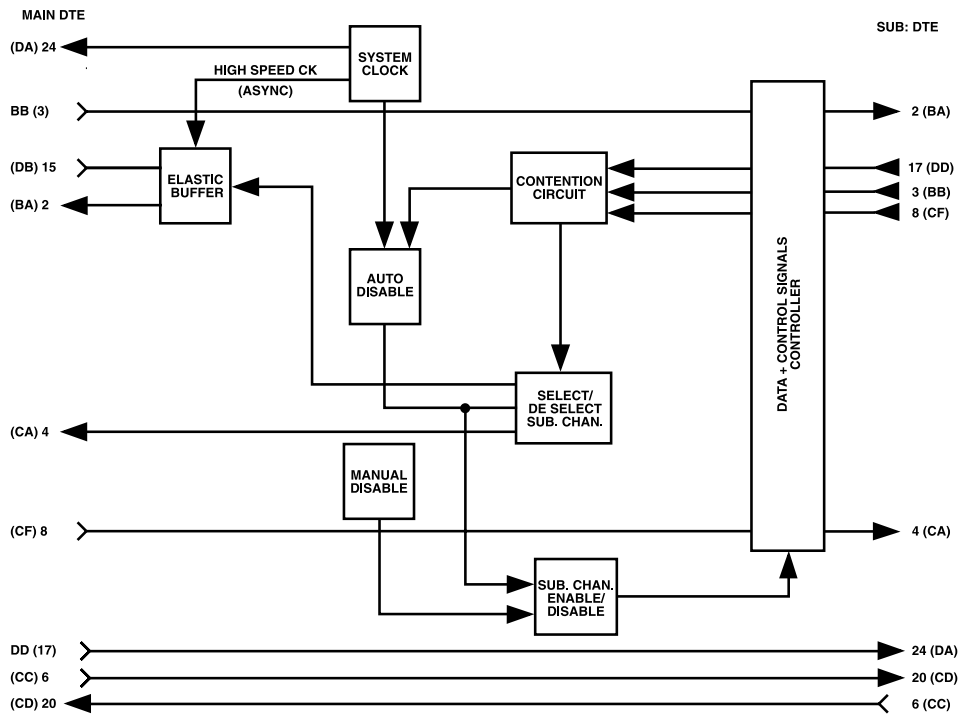 MAIN DTE
SUB: DTE
(DA) 24
SYSTEM
CLOCK
HIGH SPEED CK
(ASYNC)
BB (3)
2 (BA)
(DB) 15
ELASTIC
BUFFER
CONTENTION
CIRCUIT
17 (DD)
3 (BB)
(BA) 2
8 (CF)
AUTO
DISABLE
DATA + CONTROL SIGNALS
CONTROLLER
SELECT/
DE SELECT
SUB. CHAN.
(CA) 4
MANUAL
DISABLE
(CF) 8
4 (CA)
SUB. CHAN.
ENABLE/
DISABLE
DD (17)
24 (DA)
(CC) 6
20 (CD)
(CD) 20
6 (CC)